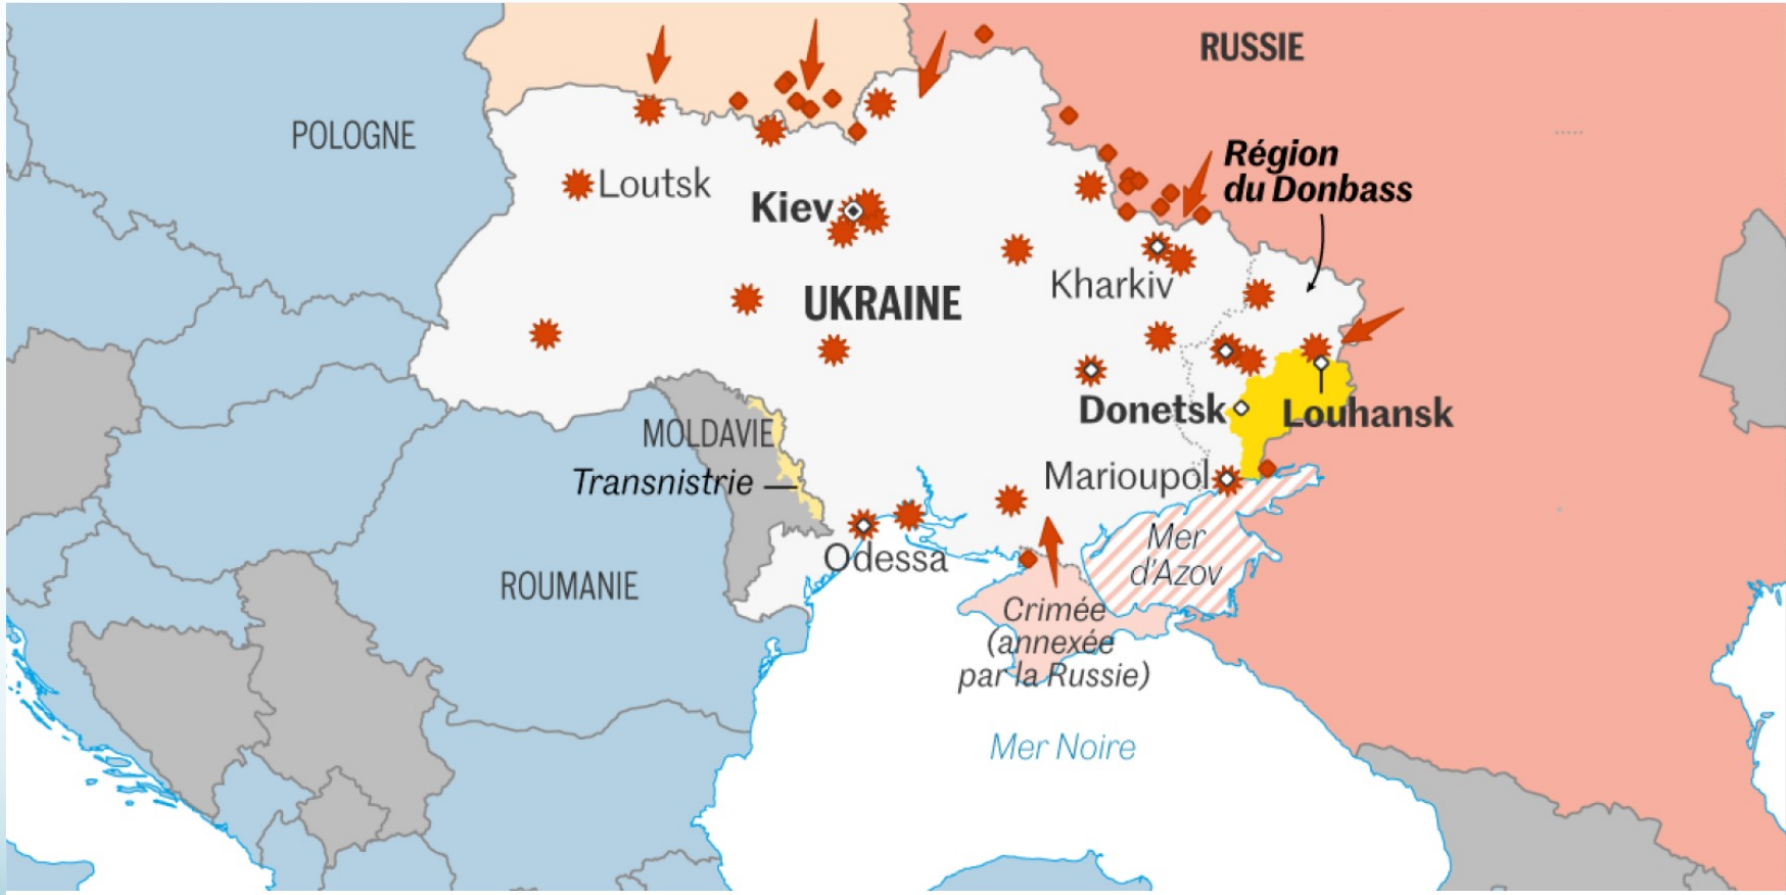 RUSSIE
POLOGNE
Région
du Donbass
Loutsk
Kiev
Kharkiv
UKRAINE
Donetsk
Louhansk
MOLDAVIE
Transnistrie
Marioupol
Odessa
Mer
d'Azov
ROUMANIE
Crimée
(annexée
par la Russie)
Mer Noire